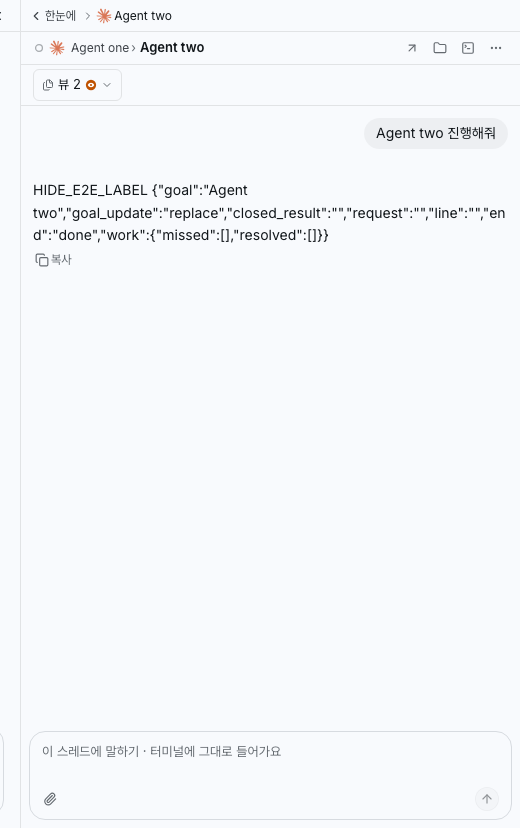 한눈에 Agent two
Agent one › Agent two
뷰 2
Agent two 진행해줘
HIDE_E2E_LABEL {"goal":"Agent
two","goal_update":"replace","closed_result":"","request":"","line":"","en
d":"done","work":{"missed":[],"resolved":[]}}
복사
이 스레드에 말하기 · 터미널에 그대로 들어가요